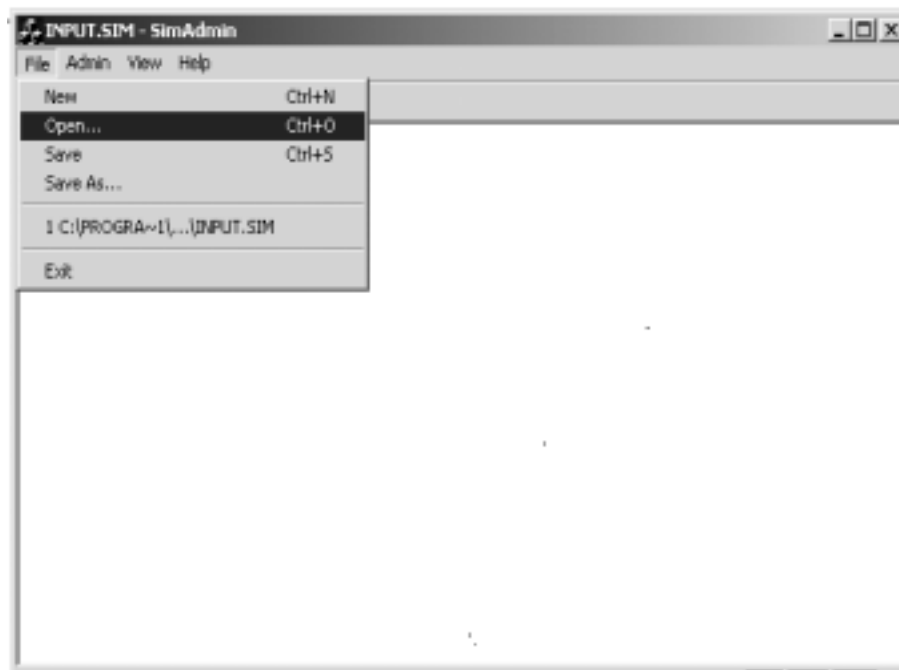 INPUT.SIM - SimAdmin
File Admin View Help
New Ctrl+N
Open... Ctrl+O
Save Ctrl+S
Save As...
1 C:\PROGRA~1\...\INPUT.SIM
Exit